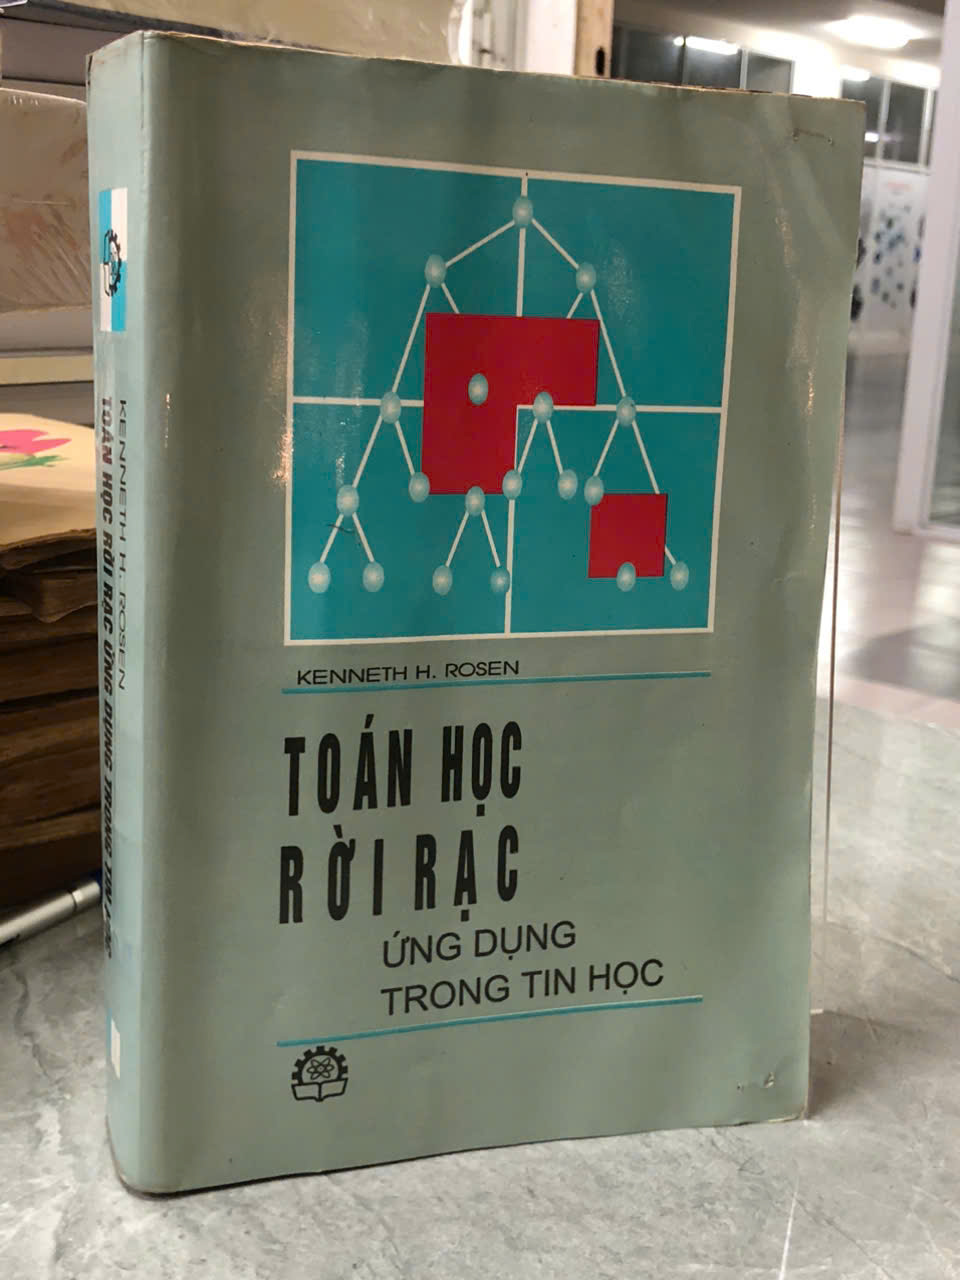 KENNETH H. ROSEN
TOÁN HỌC
RỜI RẠC
ỨNG DỤNG
TRONG TIN HỌC
KENNETH H. ROSEN
TOÁN HỌC RỜI RẠC ỨNG DỤNG TRONG TIN HỌC